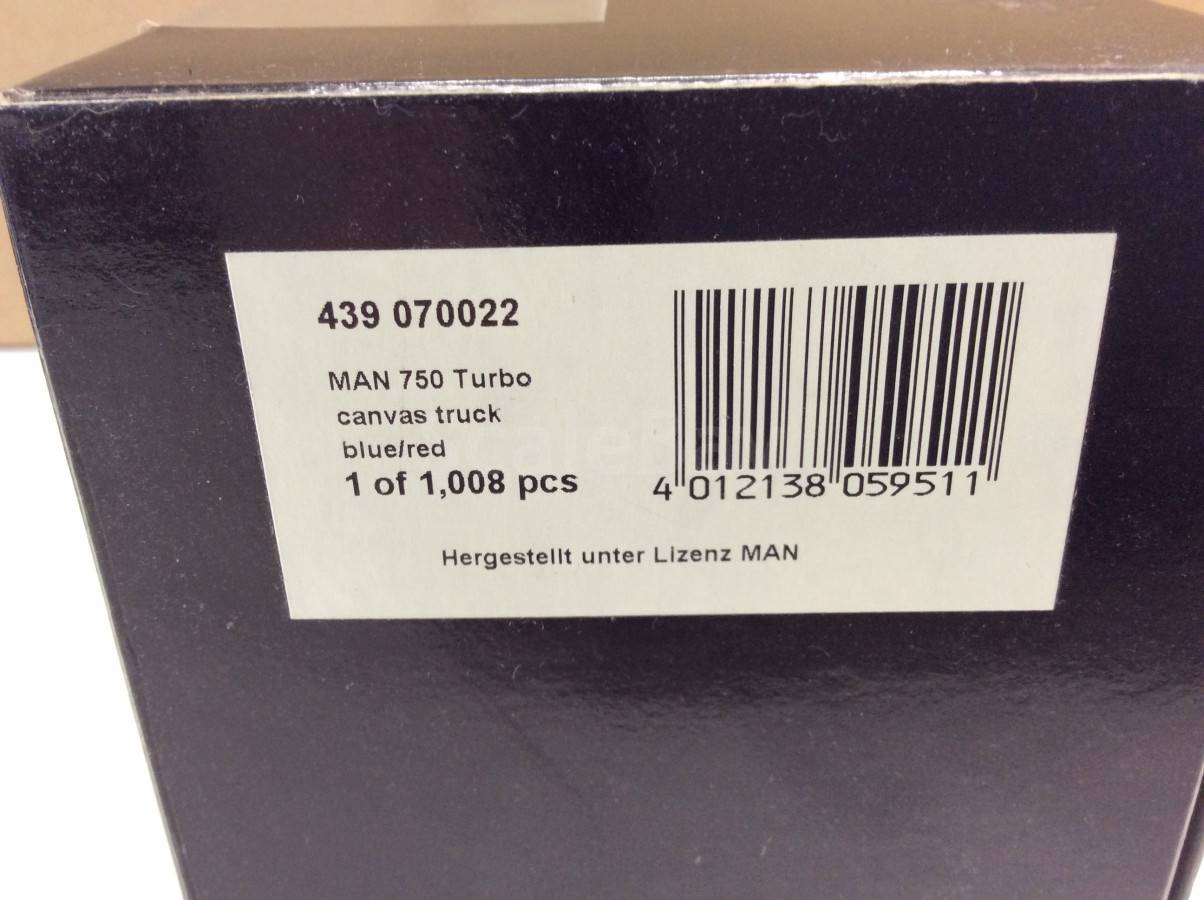 439 070022
MAN 750 Turbo
canvas truck
blue/red
1 of 1,008 pcs
4 012138 059511
Hergestellt unter Lizenz MAN